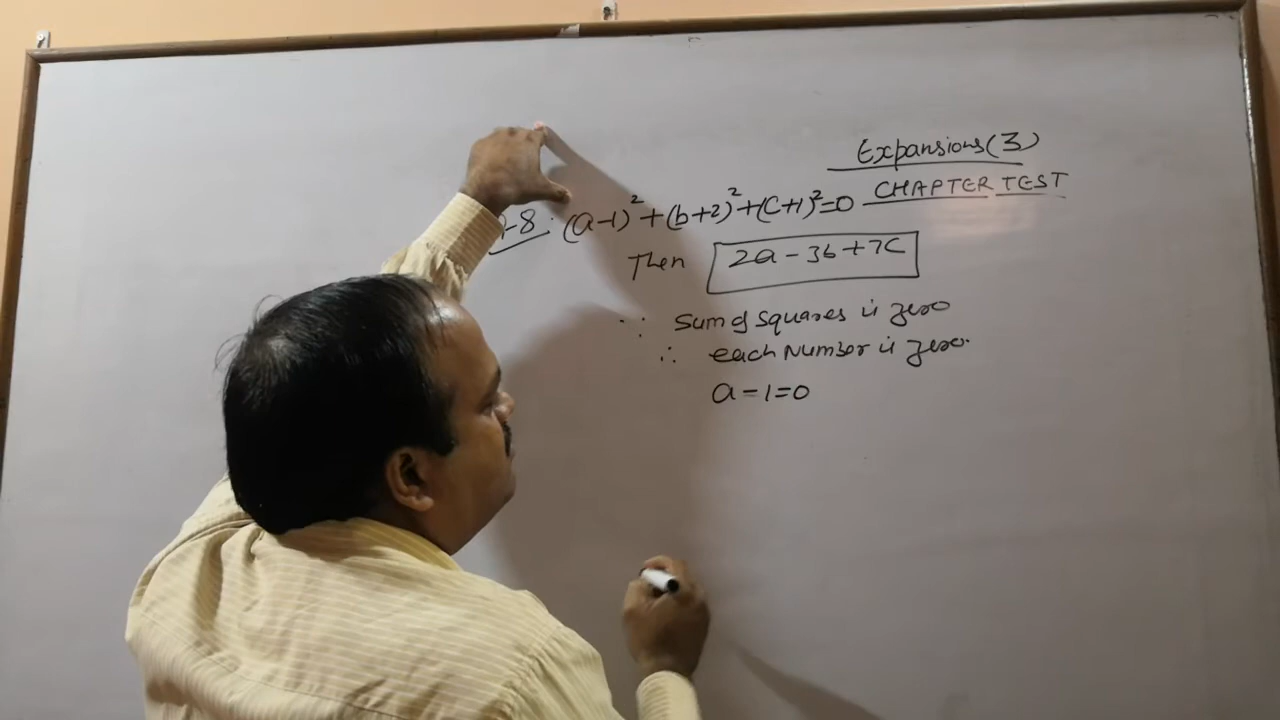 Expansions(3)
CHAPTER TEST
-8. (a-1)²+(b+2)²+(c+1)²=0
Then 2a-3b+7c
∵ sum of squares is zero
∴ each Number is zero.
a-1=0